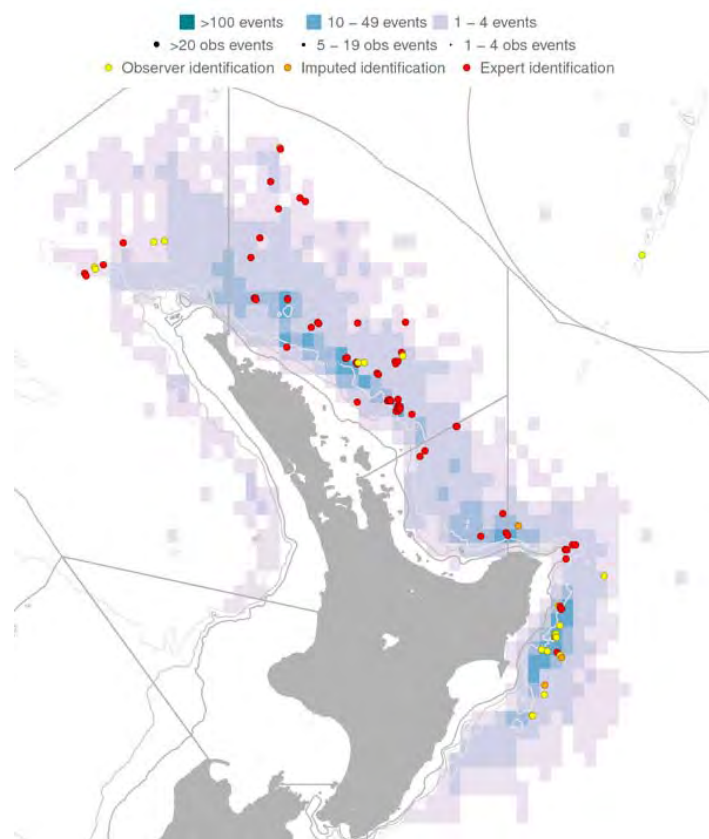 >100 events 10 – 49 events 1 – 4 events
>20 obs events 5 – 19 obs events 1 – 4 obs events
Observer identification Imputed identification Expert identification